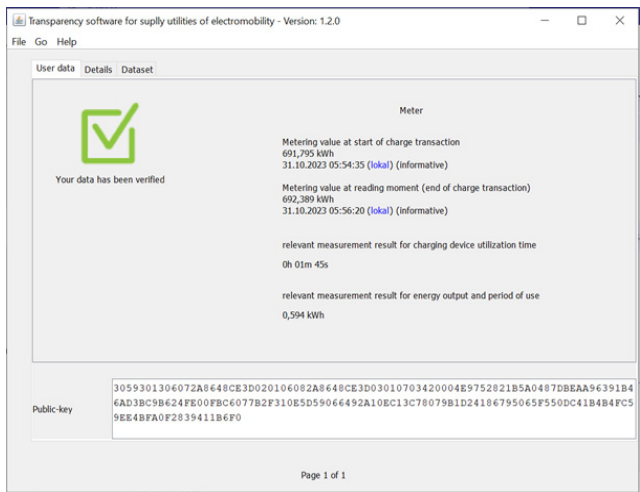 Transparency software for suplly utilities of electromobility - Version: 1.2.0
File Go Help
User data Details Dataset
Meter
Metering value at start of charge transaction
691,795 kWh
31.10.2023 05:54:35 (lokal) (informative)
Your data has been verified
Metering value at reading moment (end of charge transaction)
692,389 kWh
31.10.2023 05:56:20 (lokal) (informative)
relevant measurement result for charging device utilization time
0h 01m 45s
relevant measurement result for energy output and period of use
0,594 kWh
Public-key
3059301306072A8648CE3D020106082A8648CE3D03010703420004E9752821B5A0487DBEAA96391B4
6AD3BC9B624FE00FBC6077B2F310E5D59066492A10EC13C78079B1D24186795065F550DC41B4B4FC5
9EE4BFA0F2839411B6F0
Page 1 of 1